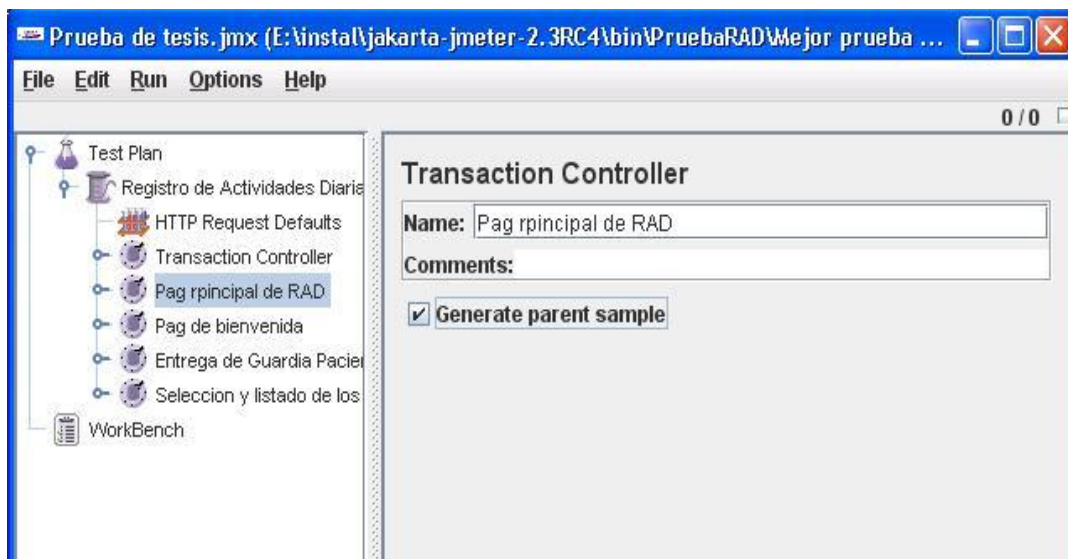 Prueba de tesis.jmx (E:\instal\jakarta-jmeter-2.3RC4\bin\PruebaRAD\Mejor prueba ...
File Edit Run Options Help
0 / 0
Test Plan
Registro de Actividades Diaria
HTTP Request Defaults
Transaction Controller
Pag rpincipal de RAD
Pag de bienvenida
Entrega de Guardia Pacien
Seleccion y listado de los
WorkBench
Transaction Controller
Name: Pag rpincipal de RAD
Comments:
Generate parent sample